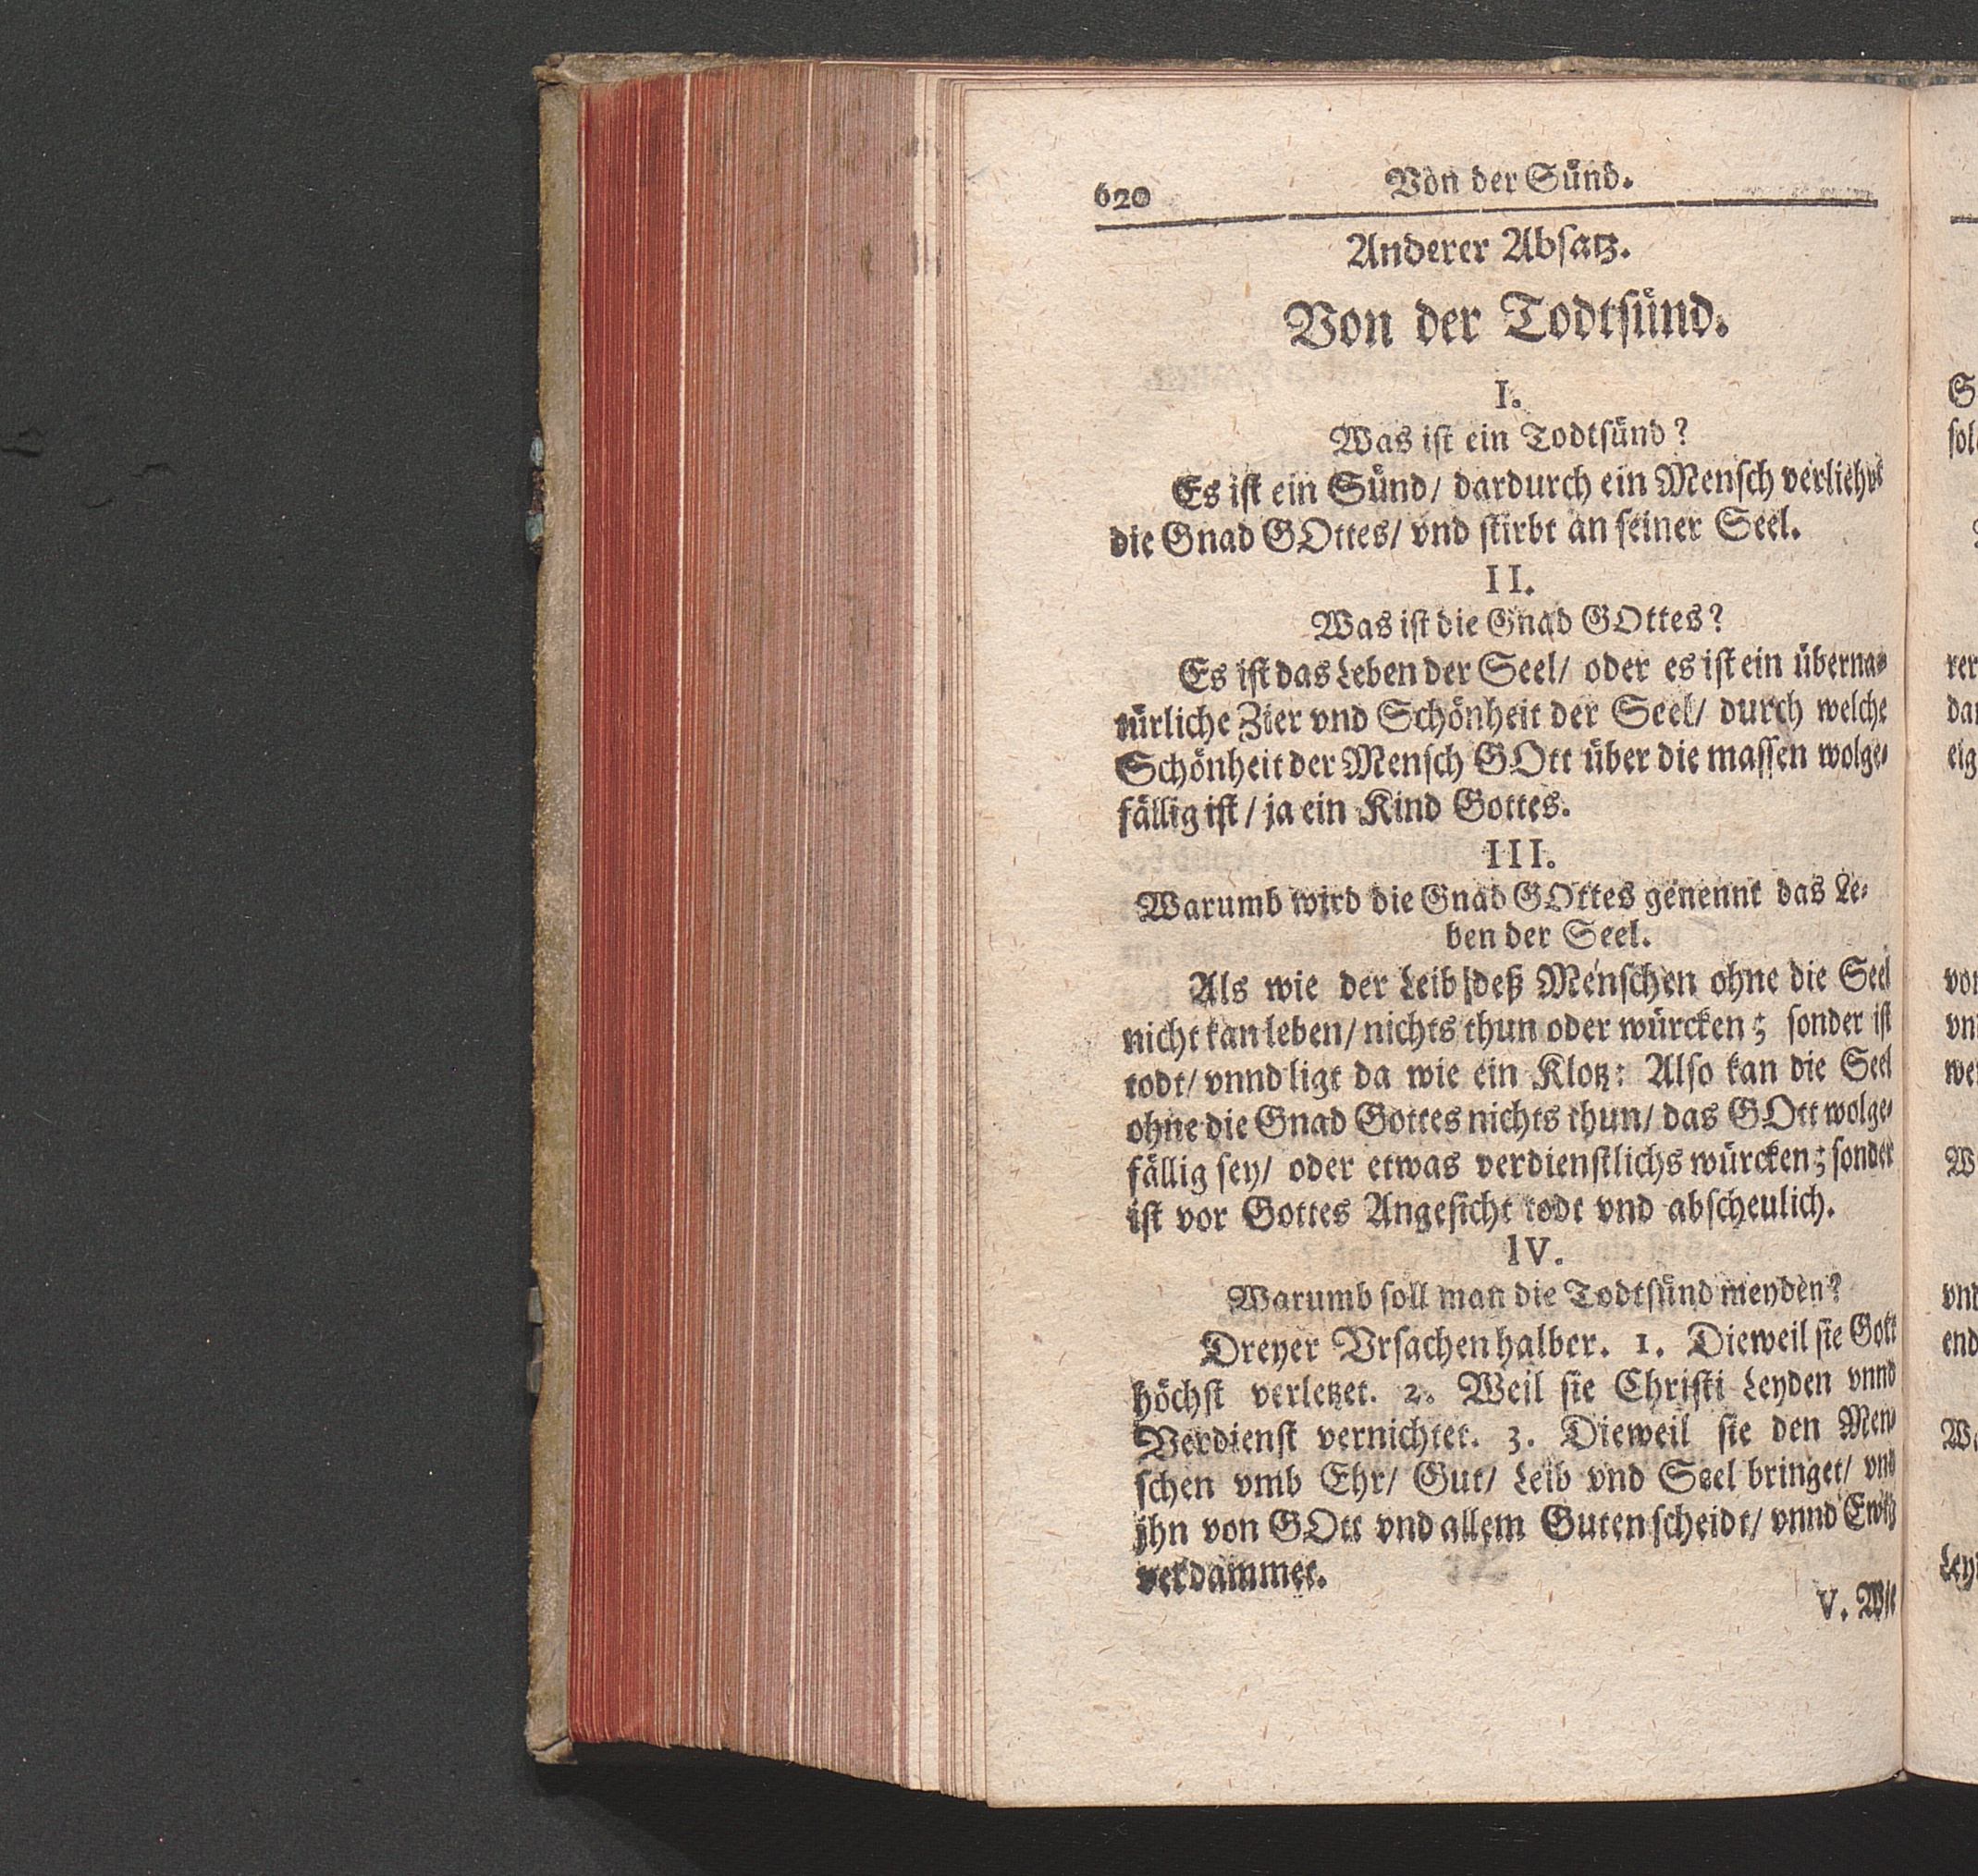 620
Von der Sünd.
Anderer Absatz.
Von der Todtsünd.
I.
Was ist ein Todtsünd?
Es ist ein Sünd/ dardurch ein Mensch verliehrt
die Gnad GOttes/ vnd stirbt an seiner Seel.
II.
Was ist die Gnad GOttes?
Es ist das Leben der Seel/ oder es ist ein überna-
türliche Zier vnd Schönheit der Seel/ durch welche
Schönheit der Mensch GOtt über die massen wolge-
fällig ist/ ja ein Kind Gottes.
III.
Warumb wird die Gnad GOttes genennt das Le-
ben der Seel.
Als wie der Leib deß Menschen ohne die Seel
nicht kan leben/ nichts thun oder würcken; sonder ist
todt/ vnnd ligt da wie ein Klotz: Also kan die Seel
ohne die Gnad Gottes nichts thun/ das GOtt wolge-
fällig sey/ oder etwas verdienstlichs würcken; sonder
ist vor Gottes Angesicht todt vnd abscheulich.
IV.
Warumb soll man die Todtsünd meyden?
Dreyer Vrsachen halber. 1. Dieweil sie Gott
höchst verletzet. 2. Weil sie Christi Leyden vnnd
Verdienst vernichtet. 3. Dieweil sie den Men-
schen vmb Ehr/ Gut/ Leib vnd Seel bringet/ vnd
jhn von GOtt vnd allem Guten scheidt/ vnnd Ewig
verdammet.
V. Wie